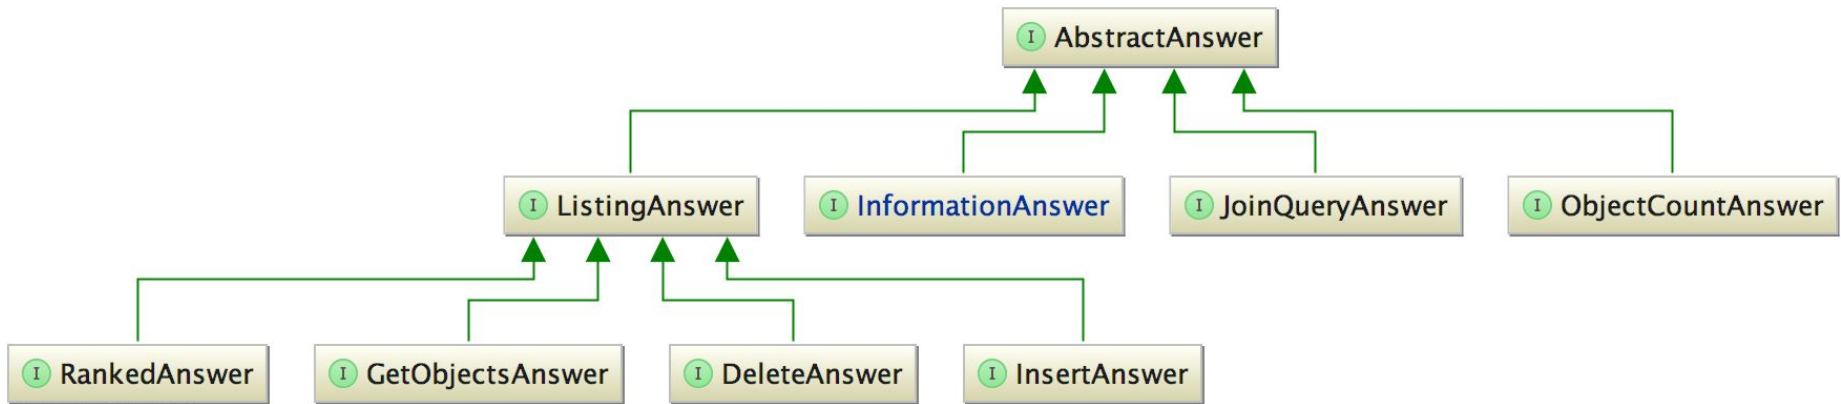 I AbstractAnswer
I ListingAnswer
I InformationAnswer
I JoinQueryAnswer
I ObjectCountAnswer
I RankedAnswer
I GetObjectsAnswer
I DeleteAnswer
I InsertAnswer